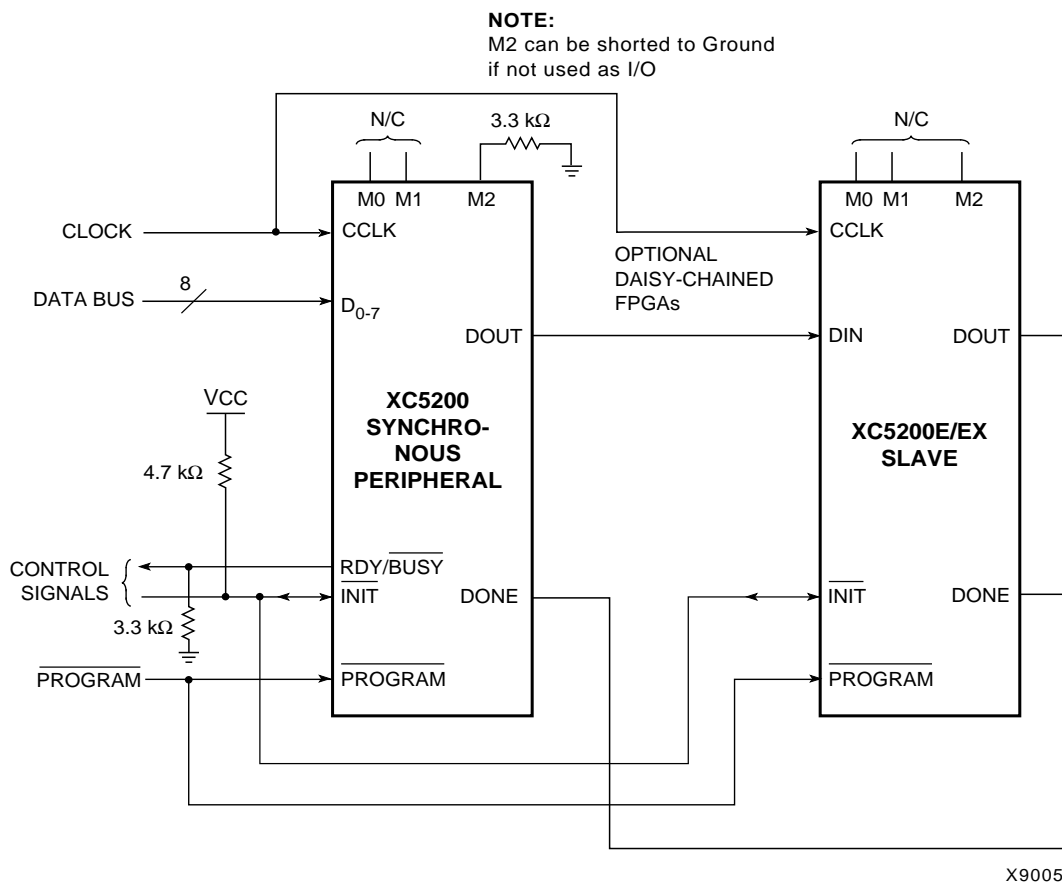 NOTE:
M2 can be shorted to Ground
if not used as I/O
N/C
3.3 kΩ
N/C
M0 M1 M2
M0 M1 M2
CLOCK
CCLK
CCLK
OPTIONAL
DAISY-CHAINED
FPGAs
DATA BUS
8
D0-7
DOUT
DIN
DOUT
VCC
4.7 kΩ
XC5200
SYNCHRO-
NOUS
PERIPHERAL
XC5200E/EX
SLAVE
CONTROL
SIGNALS
RDY/BUSY
INIT
DONE
INIT
DONE
3.3 kΩ
PROGRAM
PROGRAM
PROGRAM
X9005